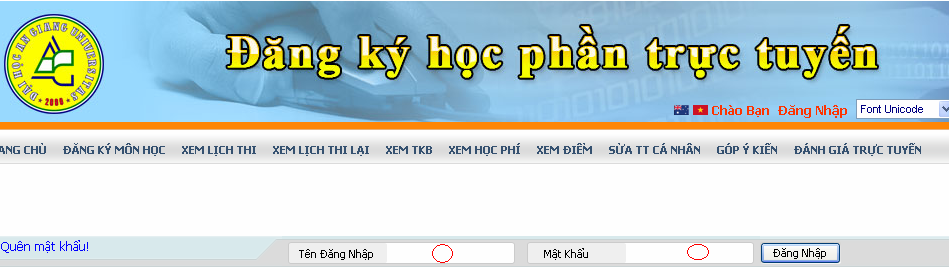 ĐẠI HỌC AN GIANG UNIVERSITAS
2000
Đăng ký học phần trực tuyến
Chào Bạn Đăng Nhập Font Unicode
ANG CHỦ ĐĂNG KÝ MÔN HỌC XEM LỊCH THI XEM LỊCH THI LẠI XEM TKB XEM HỌC PHÍ XEM ĐIỂM SỬA TT CÁ NHÂN GÓP Ý KIẾN ĐÁNH GIÁ TRỰC TUYẾN
Quên mật khẩu!
Tên Đăng Nhập Mật Khẩu Đăng Nhập